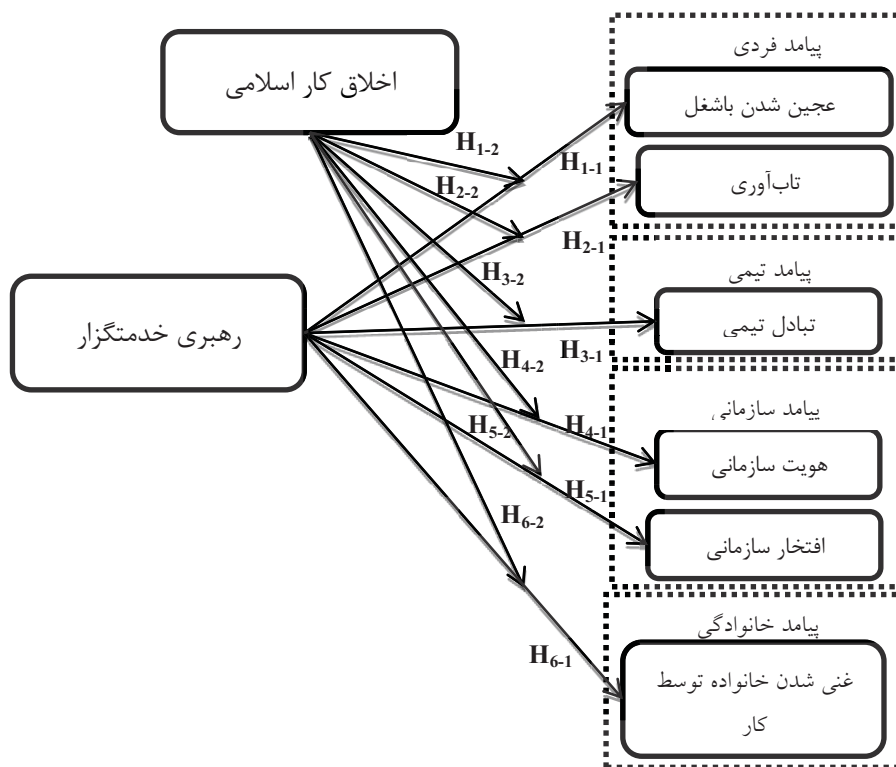 پیامد فردی
اخلاق کار اسلامی
عجین شدن باشغل
H1-2
H1-1
تاب‌آوری
H2-2
H2-1
پیامد تیمی
H3-2
تبادل تیمی
رهبری خدمتگزار
H3-1
H4-2
پیامد سازمانی
H4-1
H5-2
هویت سازمانی
H5-1
H6-2
افتخار سازمانی
پیامد خانوادگی
H6-1
غنی شدن خانواده توسط
کار